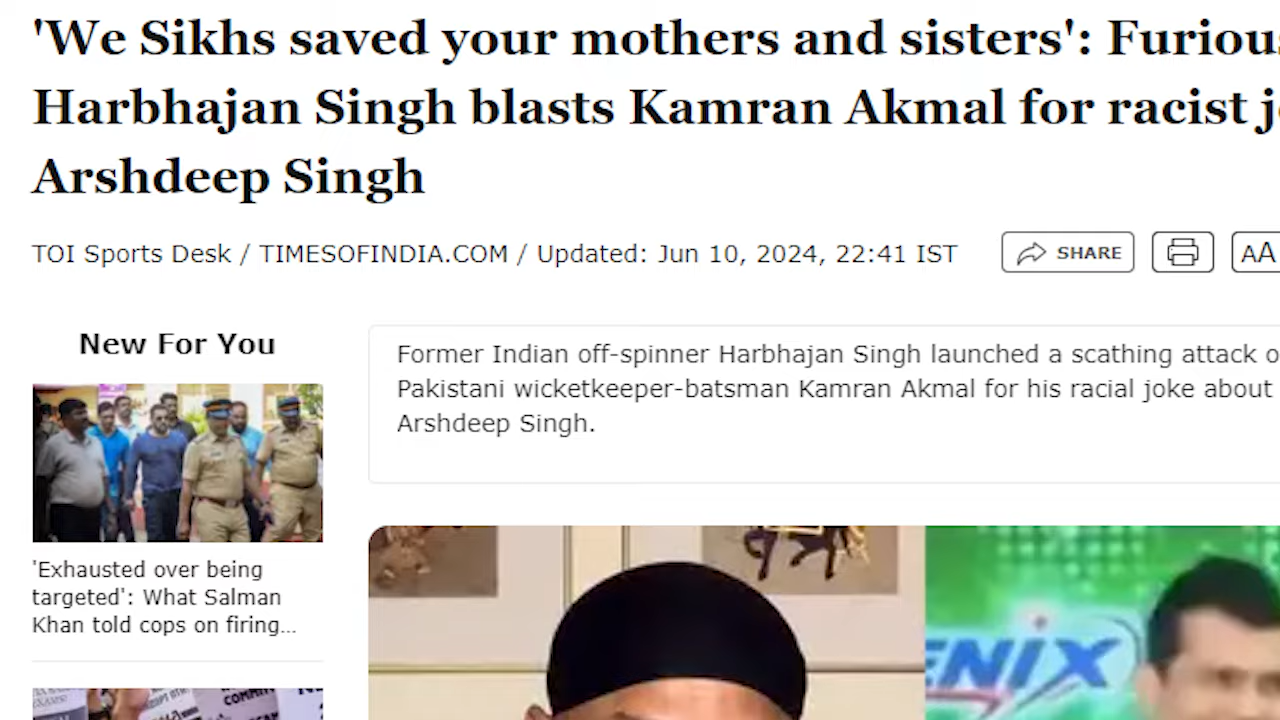 'We Sikhs saved your mothers and sisters': Furious
Harbhajan Singh blasts Kamran Akmal for racist
Arshdeep Singh
TOI Sports Desk / TIMESOFINDIA.COM / Updated: Jun 10, 2024, 22:41 IST
SHARE
AA
New For You
Former Indian off-spinner Harbhajan Singh launched a scathing attack
Pakistani wicketkeeper-batsman Kamran Akmal for his racial joke about
Arshdeep Singh.
'Exhausted over being
targeted': What Salman
Khan told cops on firing...
ENIX